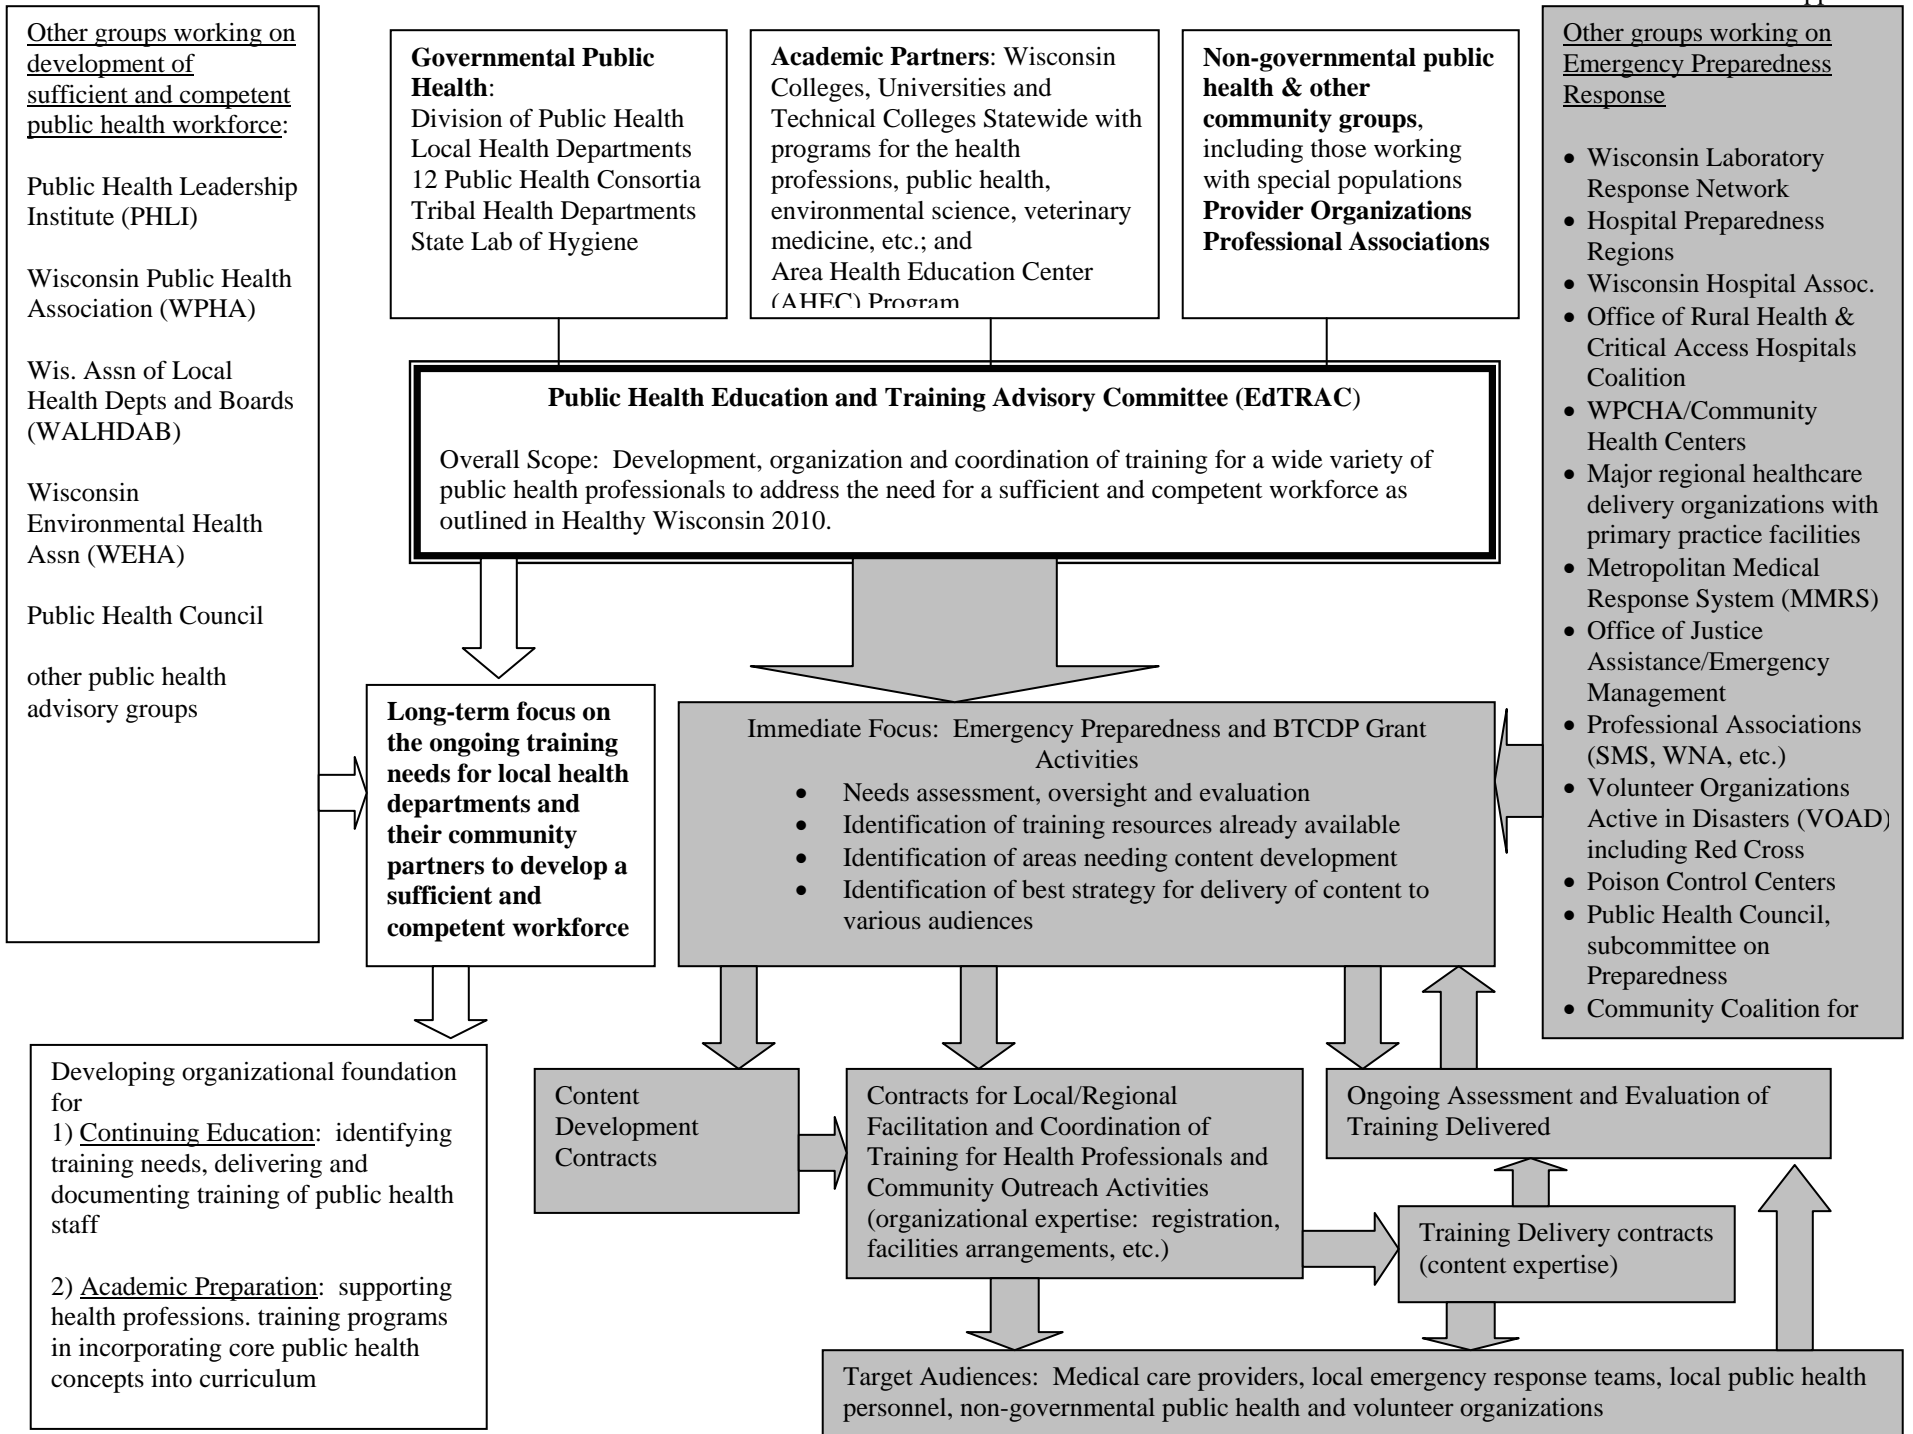 Other groups working on
development of
sufficient and competent
public health workforce:
Public Health Leadership
Institute (PHLI)
Wisconsin Public Health
Association (WPHA)
Wis. Assn of Local
Health Depts and Boards
(WALHDAB)
Wisconsin
Environmental Health
Assn (WEHA)
Public Health Council
other public health
advisory groups
Governmental Public
Health:
Division of Public Health
Local Health Departments
12 Public Health Consortia
Tribal Health Departments
State Lab of Hygiene
Academic Partners: Wisconsin
Colleges, Universities and
Technical Colleges Statewide with
programs for the health
professions, public health,
environmental science, veterinary
medicine, etc.; and
Area Health Education Center
(AHEC) Program
Non-governmental public
health & other
community groups,
including those working
with special populations
Provider Organizations
Professional Associations
Other groups working on
Emergency Preparedness
Response
• Wisconsin Laboratory
Response Network
• Hospital Preparedness
Regions
• Wisconsin Hospital Assoc.
• Office of Rural Health &
Critical Access Hospitals
Coalition
• WPCHA/Community
Health Centers
• Major regional healthcare
delivery organizations with
primary practice facilities
• Metropolitan Medical
Response System (MMRS)
• Office of Justice
Assistance/Emergency
Management
• Professional Associations
(SMS, WNA, etc.)
• Volunteer Organizations
Active in Disasters (VOAD)
including Red Cross
• Poison Control Centers
• Public Health Council,
subcommittee on
Preparedness
• Community Coalition for
Public Health Education and Training Advisory Committee (EdTRAC)
Overall Scope: Development, organization and coordination of training for a wide variety of
public health professionals to address the need for a sufficient and competent workforce as
outlined in Healthy Wisconsin 2010.
Long-term focus on
the ongoing training
needs for local health
departments and
their community
partners to develop a
sufficient and
competent workforce
Immediate Focus: Emergency Preparedness and BTCDP Grant
Activities
• Needs assessment, oversight and evaluation
• Identification of training resources already available
• Identification of areas needing content development
• Identification of best strategy for delivery of content to
various audiences
Developing organizational foundation
for
1) Continuing Education: identifying
training needs, delivering and
documenting training of public health
staff
2) Academic Preparation: supporting
health professions. training programs
in incorporating core public health
concepts into curriculum
Content
Development
Contracts
Contracts for Local/Regional
Facilitation and Coordination of
Training for Health Professionals and
Community Outreach Activities
(organizational expertise: registration,
facilities arrangements, etc.)
Ongoing Assessment and Evaluation of
Training Delivered
Training Delivery contracts
(content expertise)
Target Audiences: Medical care providers, local emergency response teams, local public health
personnel, non-governmental public health and volunteer organizations